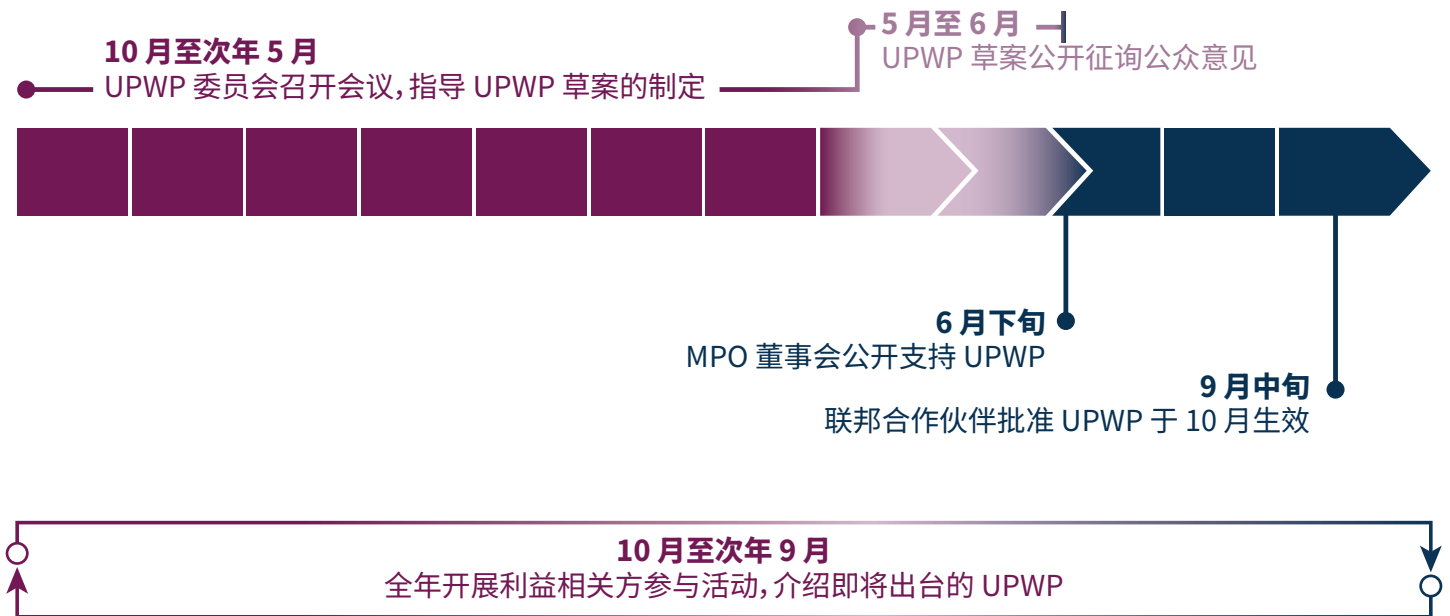 10 月至次年 5 月
UPWP 委员会召开会议，指导 UPWP 草案的制定
5 月至 6 月
UPWP 草案公开征询公众意见
6 月下旬
MPO 董事会公开支持 UPWP
9 月中旬
联邦合作伙伴批准 UPWP 于 10 月生效
10 月至次年 9 月
全年开展利益相关方参与活动，介绍即将出台的 UPWP